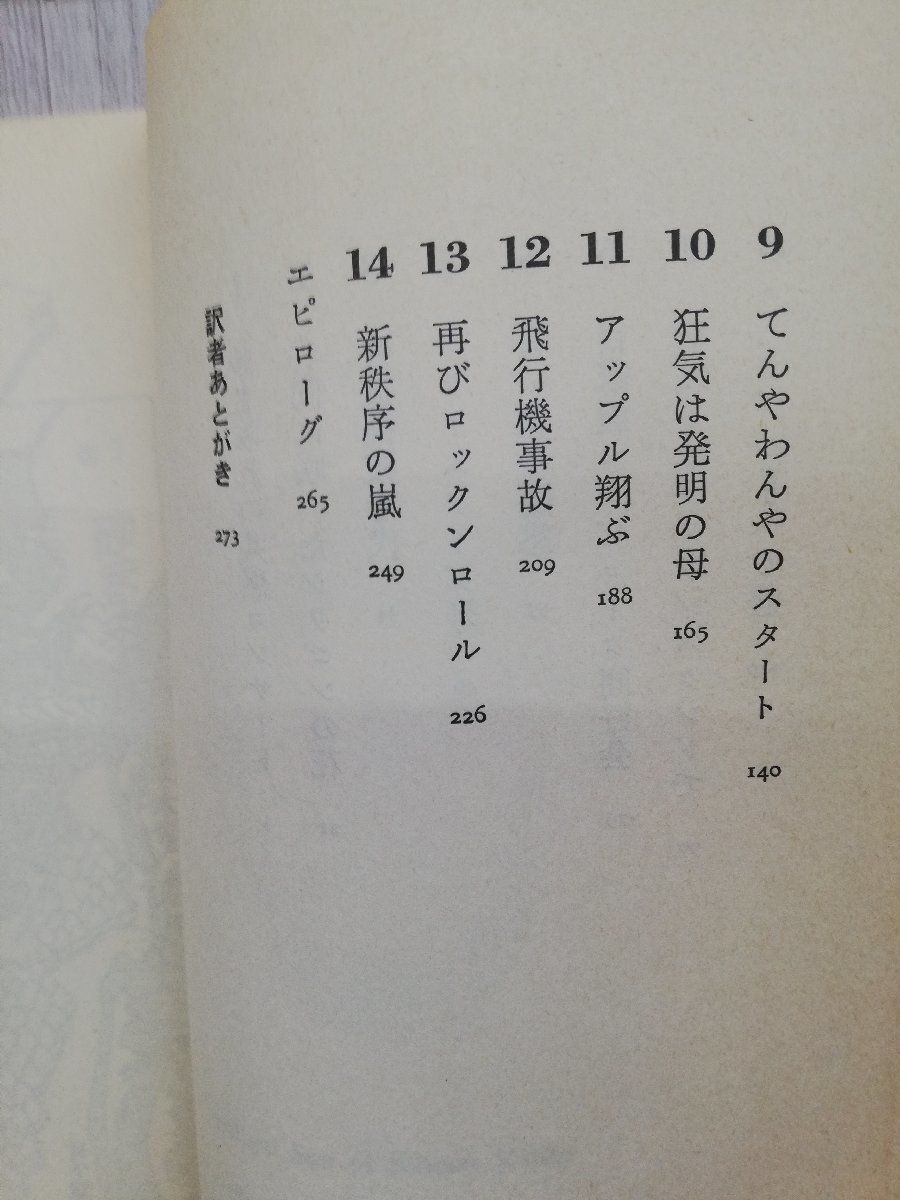 9 てんやわんやのスタート 140
10 狂気は発明の母 165
11 アップル翔ぶ 188
12 飛行機事故 209
13 再びロックンロール 226
14 新秩序の嵐 249
エピローグ 265
訳者あとがき 273